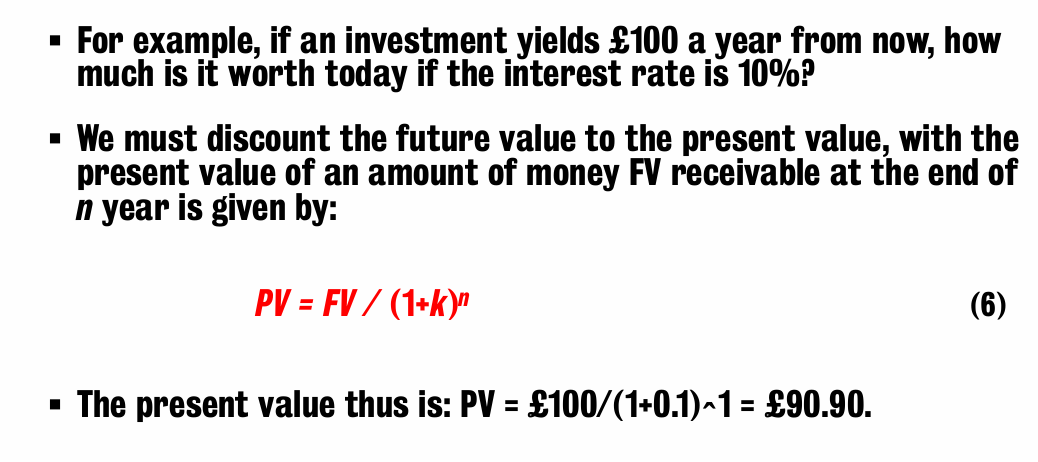 ▪ For example, if an investment yields £100 a year from now, how
much is it worth today if the interest rate is 10%?
▪ We must discount the future value to the present value, with the
present value of an amount of money FV receivable at the end of
n year is given by:
PV = FV / (1+k)ⁿ (6)
▪ The present value thus is: PV = £100/(1+0.1)^1 = £90.90.